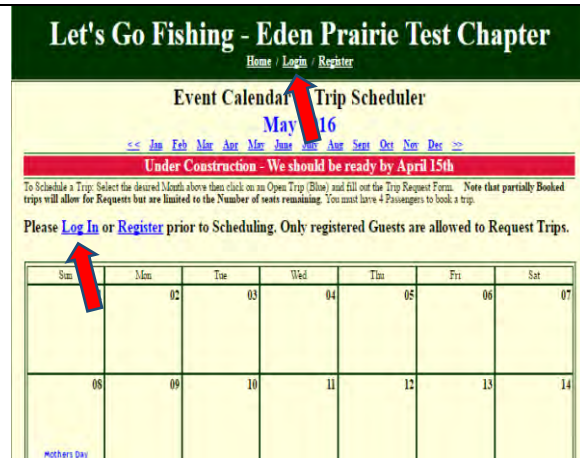 Let's Go Fishing - Eden Prairie Test Chapter
Home / Login / Register
Event Calendar Trip Scheduler
May 16
<< Jan Feb Mar Apr May June July Aug Sept Oct Nov Dec >>
Under Construction - We should be ready by April 15th
To Schedule a Trip: Select the desired Month above then click on an Open Trip (Blue) and fill out the Trip Request Form. Note that partially Booked
trips will allow for Requests but are limited to the Number of seats remaining. You must have 4 Passengers to book a trip.
Please Log In or Register prior to Scheduling. Only registered Guests are allowed to Request Trips.
Sun Mon Tue Wed Thu Fri Sat
02 03 04 05 06 07
08 09 10 11 12 13 14
Mothers Day